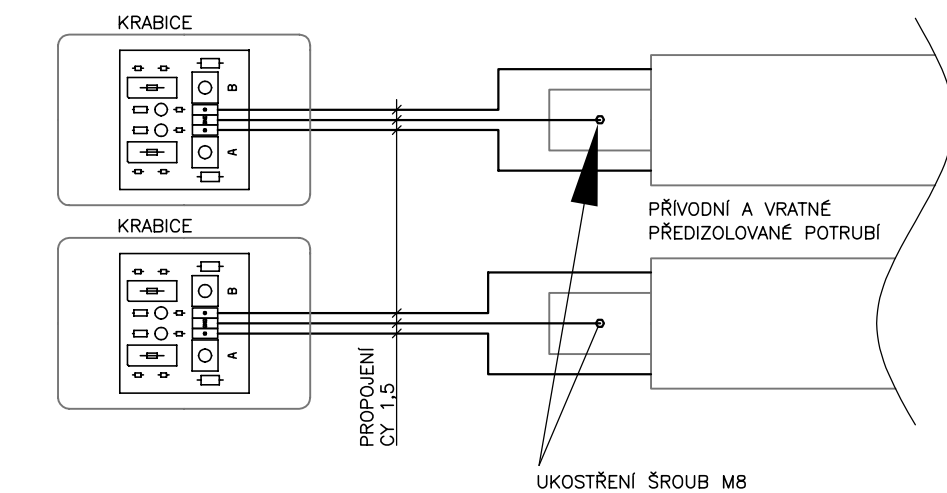 KRABICE
B
A
PŘÍVODNÍ A VRATNÉ
PŘEDIZOLOVANÉ POTRUBÍ
KRABICE
B
A
PROPOJENÍ
CY 1,5
UKOSTŘENÍ ŠROUB M8